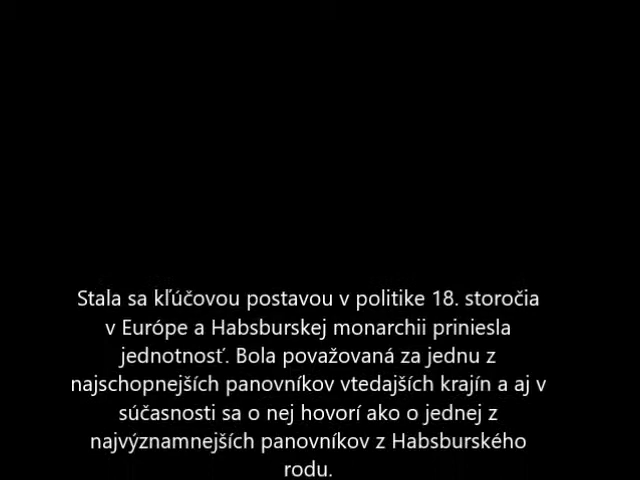 Stala sa kľúčovou postavou v politike 18. storočia
v Európe a Habsburskej monarchii priniesla
jednotnosť. Bola považovaná za jednu z
najschopnejších panovníkov vtedajších krajín a aj v
súčasnosti sa o nej hovorí ako o jednej z
najvýznamnejších panovníkov z Habsburského
rodu.